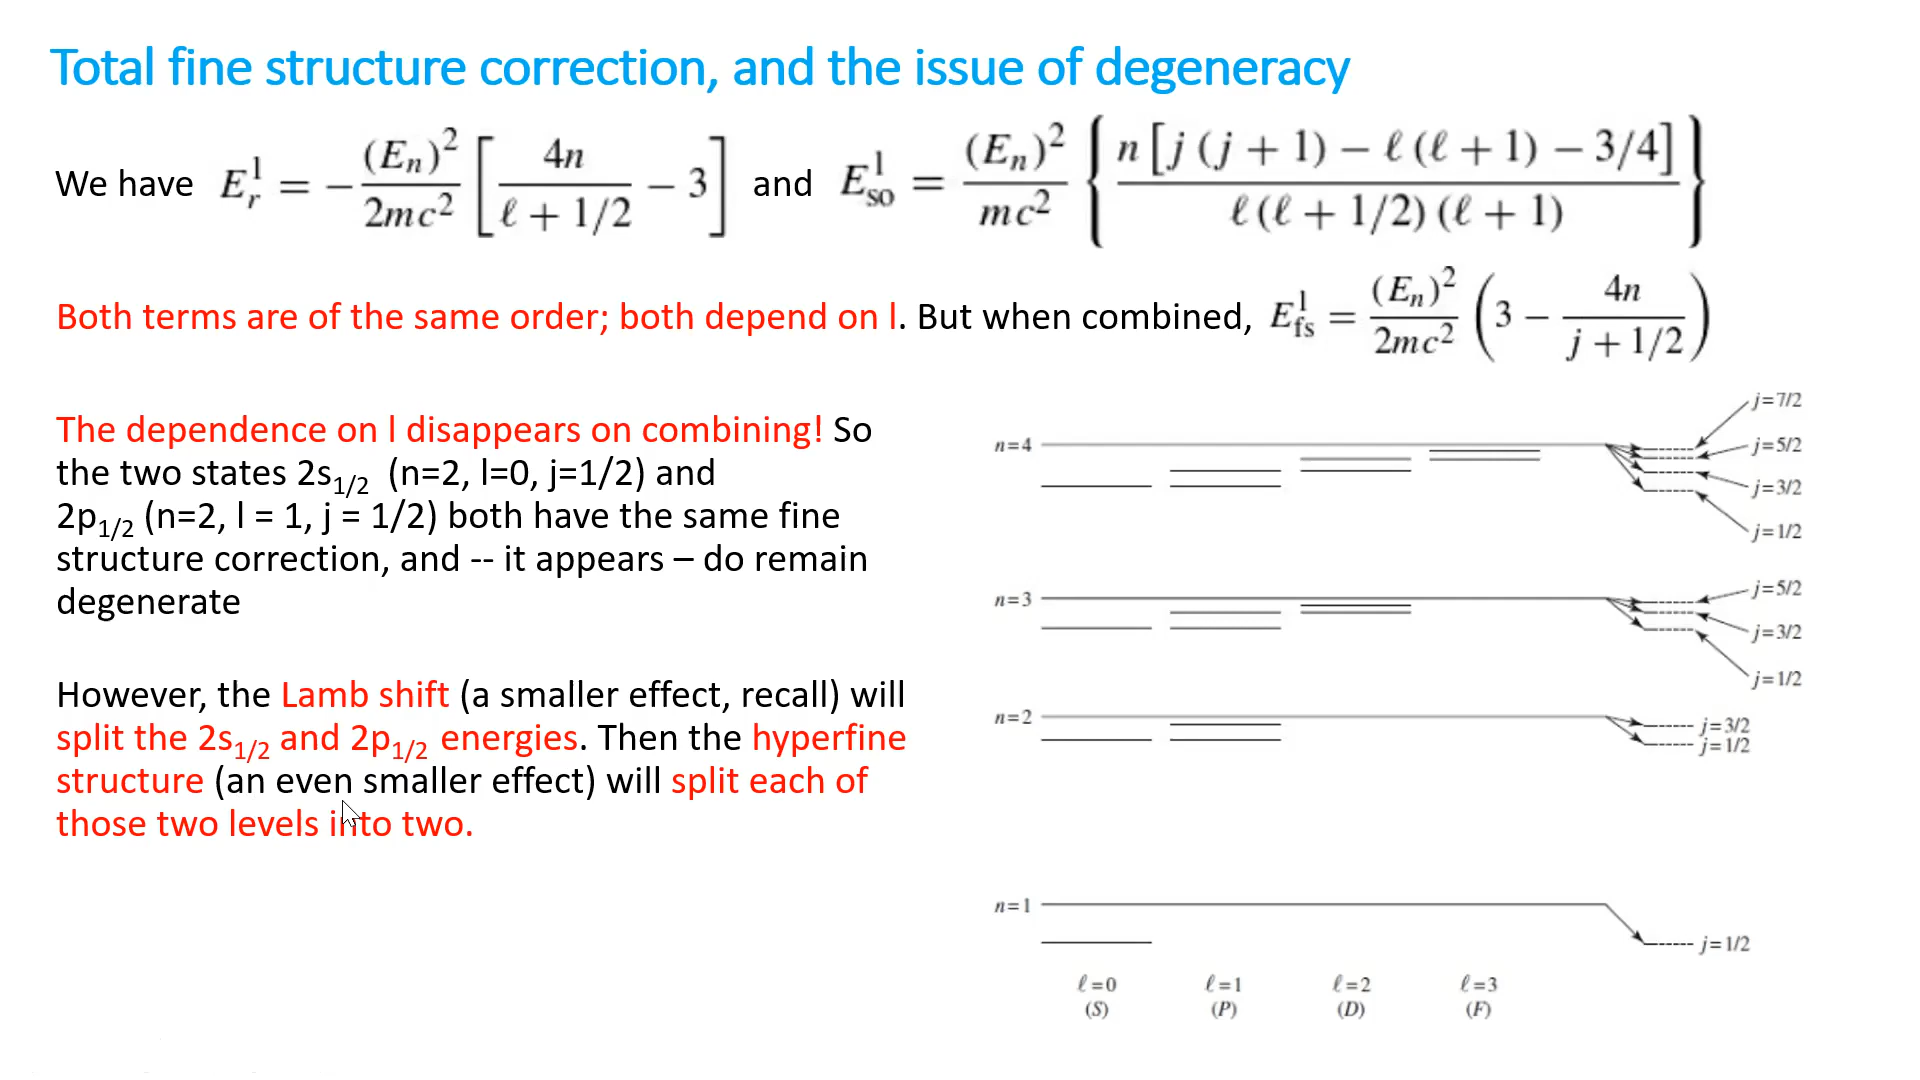 Total fine structure correction, and the issue of degeneracy
We have E_r^1 = −(E_n)^2/2mc^2 [4n/(ℓ + 1/2) − 3] and E_so^1 = (E_n)^2/mc^2 {n[j(j + 1) − ℓ(ℓ + 1) − 3/4]/ℓ(ℓ + 1/2)(ℓ + 1)}
Both terms are of the same order; both depend on l. But when combined, E_fs^1 = (E_n)^2/2mc^2 (3 − 4n/(j + 1/2))
The dependence on l disappears on combining! So
the two states 2s1/2 (n=2, l=0, j=1/2) and
2p1/2 (n=2, l = 1, j = 1/2) both have the same fine
structure correction, and -- it appears – do remain
degenerate
However, the Lamb shift (a smaller effect, recall) will
split the 2s1/2 and 2p1/2 energies. Then the hyperfine
structure (an even smaller effect) will split each of
those two levels into two.
j=7/2
n=4
j=5/2
j=3/2
j=1/2
j=5/2
n=3
j=3/2
j=1/2
n=2
j=3/2
j=1/2
n=1
j=1/2
ℓ=0 ℓ=1 ℓ=2 ℓ=3
(S) (P) (D) (F)